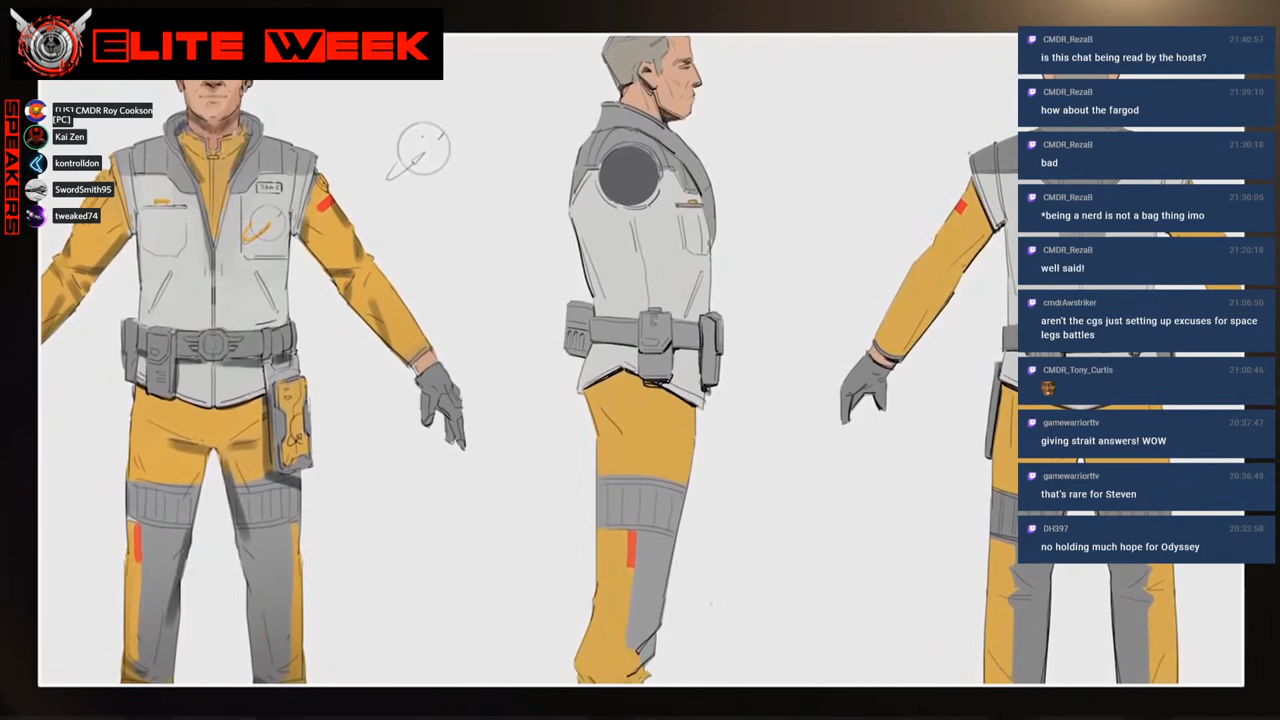 ELITE WEEK
SPEAKERS
[US] CMDR Roy Cookson
[PC]
Kai Zen
kontrolldon
SwordSmith95
tweaked74
CMDR_RezaB 21:40:57
is this chat being read by the hosts?
CMDR_RezaB 21:39:10
how about the fargod
CMDR_RezaB 21:30:18
bad
CMDR_RezaB 21:30:05
*being a nerd is not a bag thing imo
CMDR_RezaB 21:20:18
well said!
cmdrAwstriker 21:06:50
aren't the cgs just setting up excuses for space
legs battles
CMDR_Tony_Curtis 21:00:46
gamewarriorttv 20:37:47
giving strait answers! WOW
gamewarriorttv 20:36:49
that's rare for Steven
DH397 20:33:58
no holding much hope for Odyssey